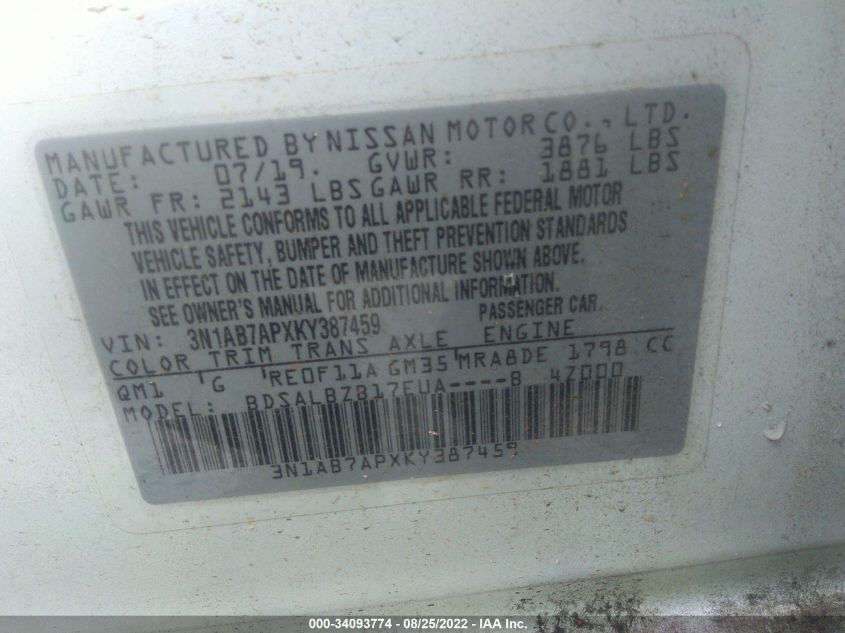 MANUFACTURED BY NISSAN MOTOR CO., LTD.
DATE: 07/19. GVWR: 3876 LBS
GAWR FR: 2143 LBS GAWR RR: 1881 LBS
THIS VEHICLE CONFORMS TO ALL APPLICABLE FEDERAL MOTOR
VEHICLE SAFETY, BUMPER AND THEFT PREVENTION STANDARDS
IN EFFECT ON THE DATE OF MANUFACTURE SHOWN ABOVE.
SEE OWNER'S MANUAL FOR ADDITIONAL INFORMATION.
VIN: 3N1AB7APXKY387459 PASSENGER CAR.
COLOR TRIM TRANS AXLE ENGINE
QM1 'G 'RE0F11A GM35'MRA8DE 1798 CC
MODEL: BDSALBZB17EUA----B 47000
3N1AB7APXKY387459
000-34093774 - 08/25/2022 - IAA Inc.